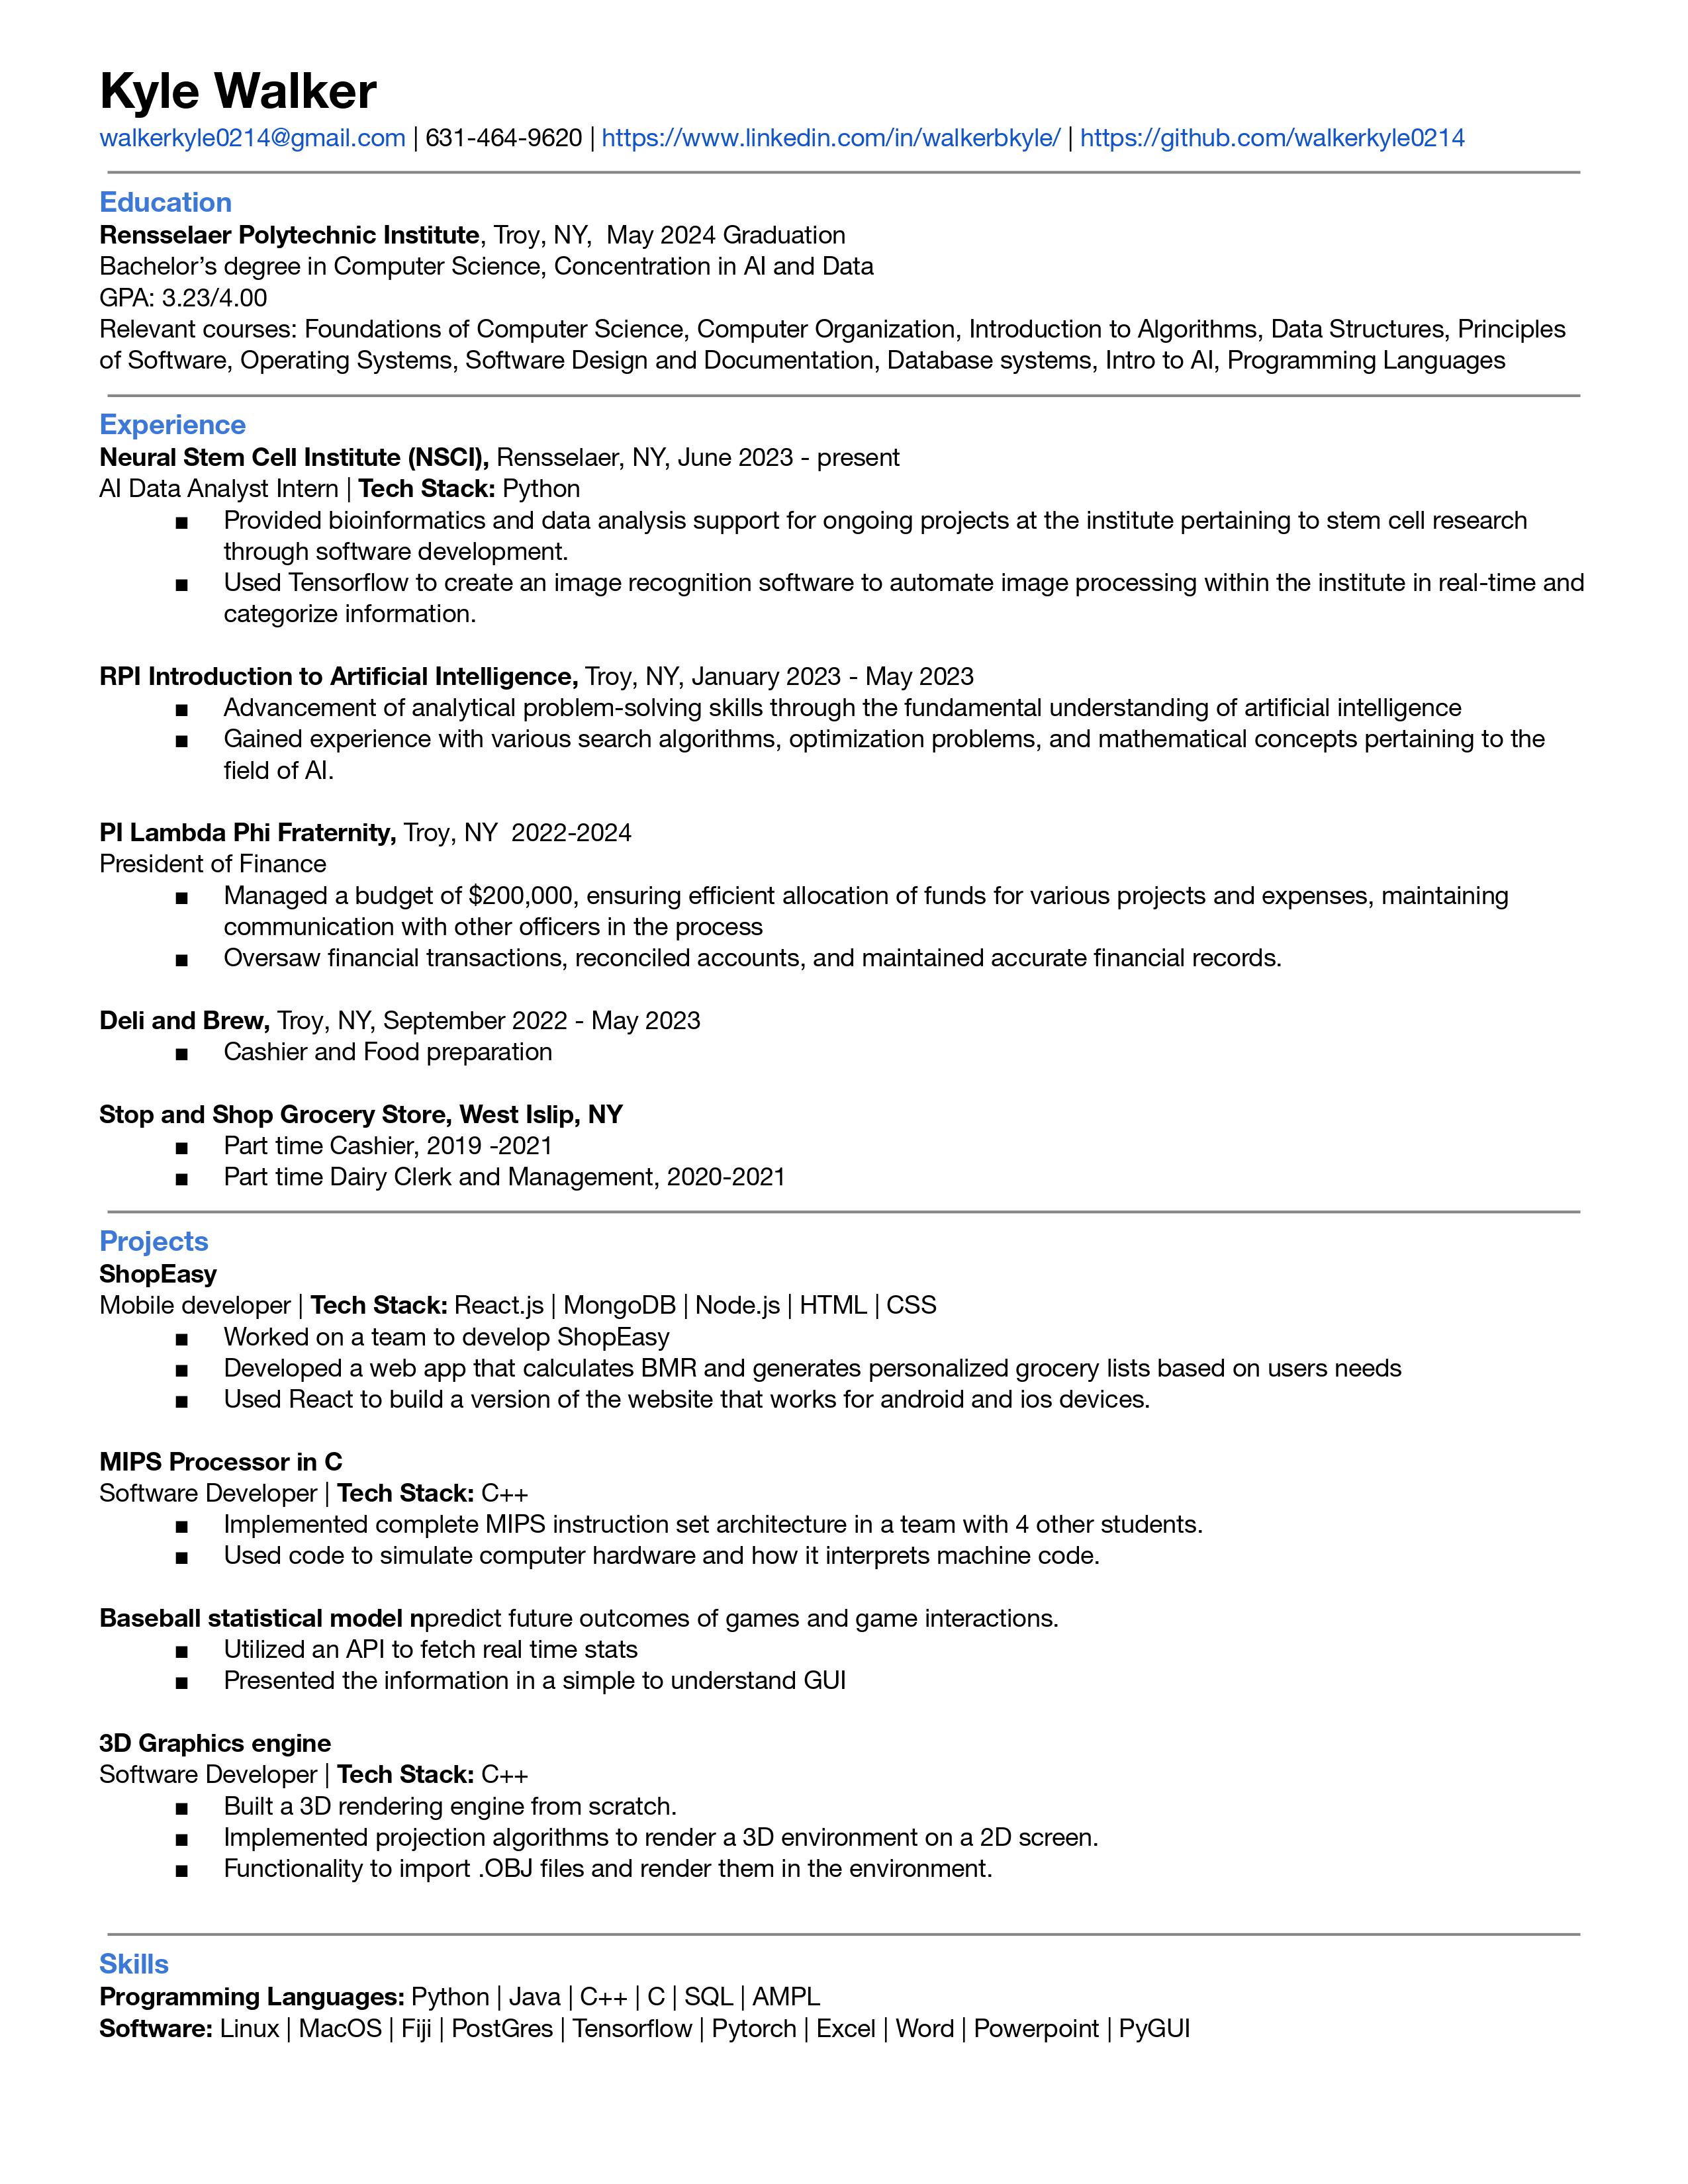 Kyle Walker
walkerkyle0214@gmail.com | 631-464-9620 | https://www.linkedin.com/in/walkerbkyle/ | https://github.com/walkerkyle0214
Education
Rensselaer Polytechnic Institute, Troy, NY,  May 2024 Graduation
Bachelor’s degree in Computer Science, Concentration in AI and Data
GPA: 3.23/4.00
Relevant courses: Foundations of Computer Science, Computer Organization, Introduction to Algorithms, Data Structures, Principles
of Software, Operating Systems, Software Design and Documentation, Database systems, Intro to AI, Programming Languages
Experience
Neural Stem Cell Institute (NSCI), Rensselaer, NY, June 2023 - present
AI Data Analyst Intern | Tech Stack: Python
■ Provided bioinformatics and data analysis support for ongoing projects at the institute pertaining to stem cell research
through software development.
■ Used Tensorflow to create an image recognition software to automate image processing within the institute in real-time and
categorize information.
RPI Introduction to Artificial Intelligence, Troy, NY, January 2023 - May 2023
■ Advancement of analytical problem-solving skills through the fundamental understanding of artificial intelligence
■ Gained experience with various search algorithms, optimization problems, and mathematical concepts pertaining to the
field of AI.
PI Lambda Phi Fraternity, Troy, NY  2022-2024
President of Finance
■ Managed a budget of $200,000, ensuring efficient allocation of funds for various projects and expenses, maintaining
communication with other officers in the process
■ Oversaw financial transactions, reconciled accounts, and maintained accurate financial records.
Deli and Brew, Troy, NY, September 2022 - May 2023
■ Cashier and Food preparation
Stop and Shop Grocery Store, West Islip, NY
■ Part time Cashier, 2019 -2021
■ Part time Dairy Clerk and Management, 2020-2021
Projects
ShopEasy
Mobile developer | Tech Stack: React.js | MongoDB | Node.js | HTML | CSS
■ Worked on a team to develop ShopEasy
■ Developed a web app that calculates BMR and generates personalized grocery lists based on users needs
■ Used React to build a version of the website that works for android and ios devices.
MIPS Processor in C
Software Developer | Tech Stack: C++
■ Implemented complete MIPS instruction set architecture in a team with 4 other students.
■ Used code to simulate computer hardware and how it interprets machine code.
Baseball statistical model npredict future outcomes of games and game interactions.
■ Utilized an API to fetch real time stats
■ Presented the information in a simple to understand GUI
3D Graphics engine
Software Developer | Tech Stack: C++
■ Built a 3D rendering engine from scratch.
■ Implemented projection algorithms to render a 3D environment on a 2D screen.
■ Functionality to import .OBJ files and render them in the environment.
Skills
Programming Languages: Python | Java | C++ | C | SQL | AMPL
Software: Linux | MacOS | Fiji | PostGres | Tensorflow | Pytorch | Excel | Word | Powerpoint | PyGUI